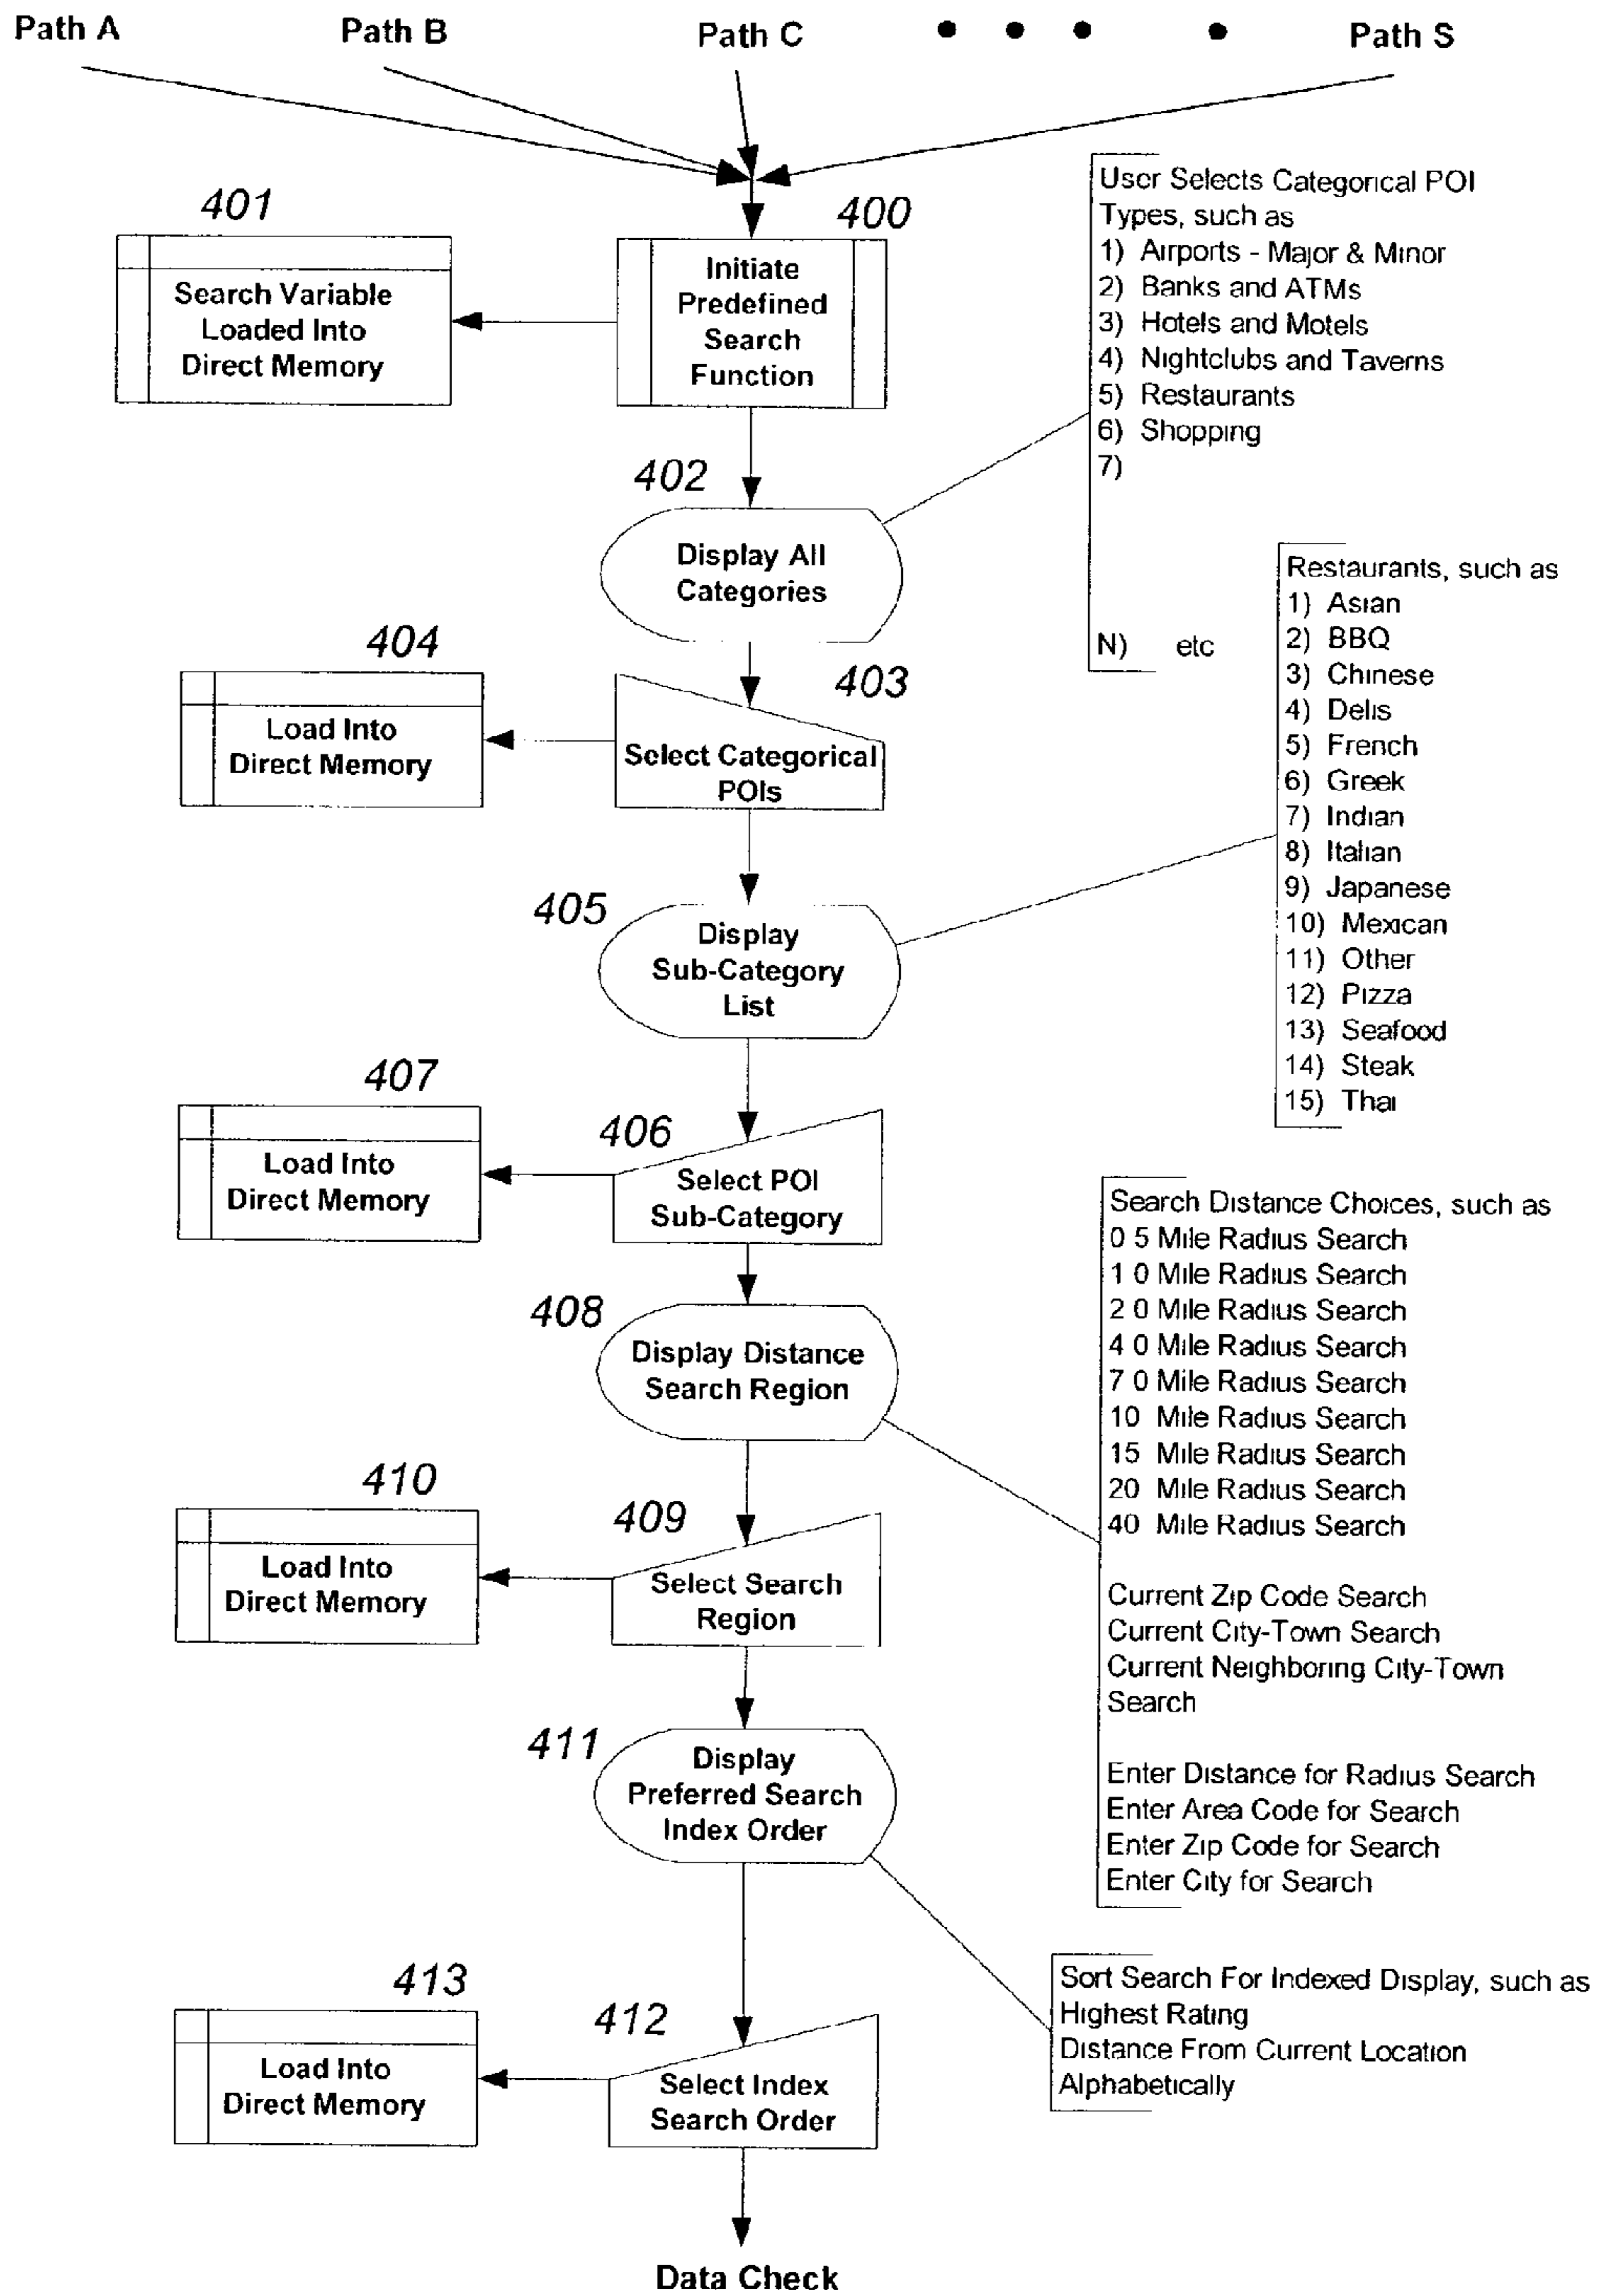 Path A Path B Path C • • • • Path S
401
400
Search Variable
Loaded Into
Direct Memory
Initiate
Predefined
Search
Function
User Selects Categorical POI
Types, such as
1) Airports - Major & Minor
2) Banks and ATMs
3) Hotels and Motels
4) Nightclubs and Taverns
5) Restaurants
6) Shopping
7)
N) etc
402
Display All
Categories
404
403
Load Into
Direct Memory
Select Categorical
POIs
Restaurants, such as
1) Asian
2) BBQ
3) Chinese
4) Delis
5) French
6) Greek
7) Indian
8) Italian
9) Japanese
10) Mexican
11) Other
12) Pizza
13) Seafood
14) Steak
15) Thai
405
Display
Sub-Category
List
407
406
Load Into
Direct Memory
Select POI
Sub-Category
Search Distance Choices, such as
0 5 Mile Radius Search
1 0 Mile Radius Search
2 0 Mile Radius Search
4 0 Mile Radius Search
7 0 Mile Radius Search
10 Mile Radius Search
15 Mile Radius Search
20 Mile Radius Search
40 Mile Radius Search
Current Zip Code Search
Current City-Town Search
Current Neighboring City-Town
Search
Enter Distance for Radius Search
Enter Area Code for Search
Enter Zip Code for Search
Enter City for Search
408
Display Distance
Search Region
410
409
Load Into
Direct Memory
Select Search
Region
411
Display
Preferred Search
Index Order
Sort Search For Indexed Display, such as
Highest Rating
Distance From Current Location
Alphabetically
413
412
Load Into
Direct Memory
Select Index
Search Order
Data Check